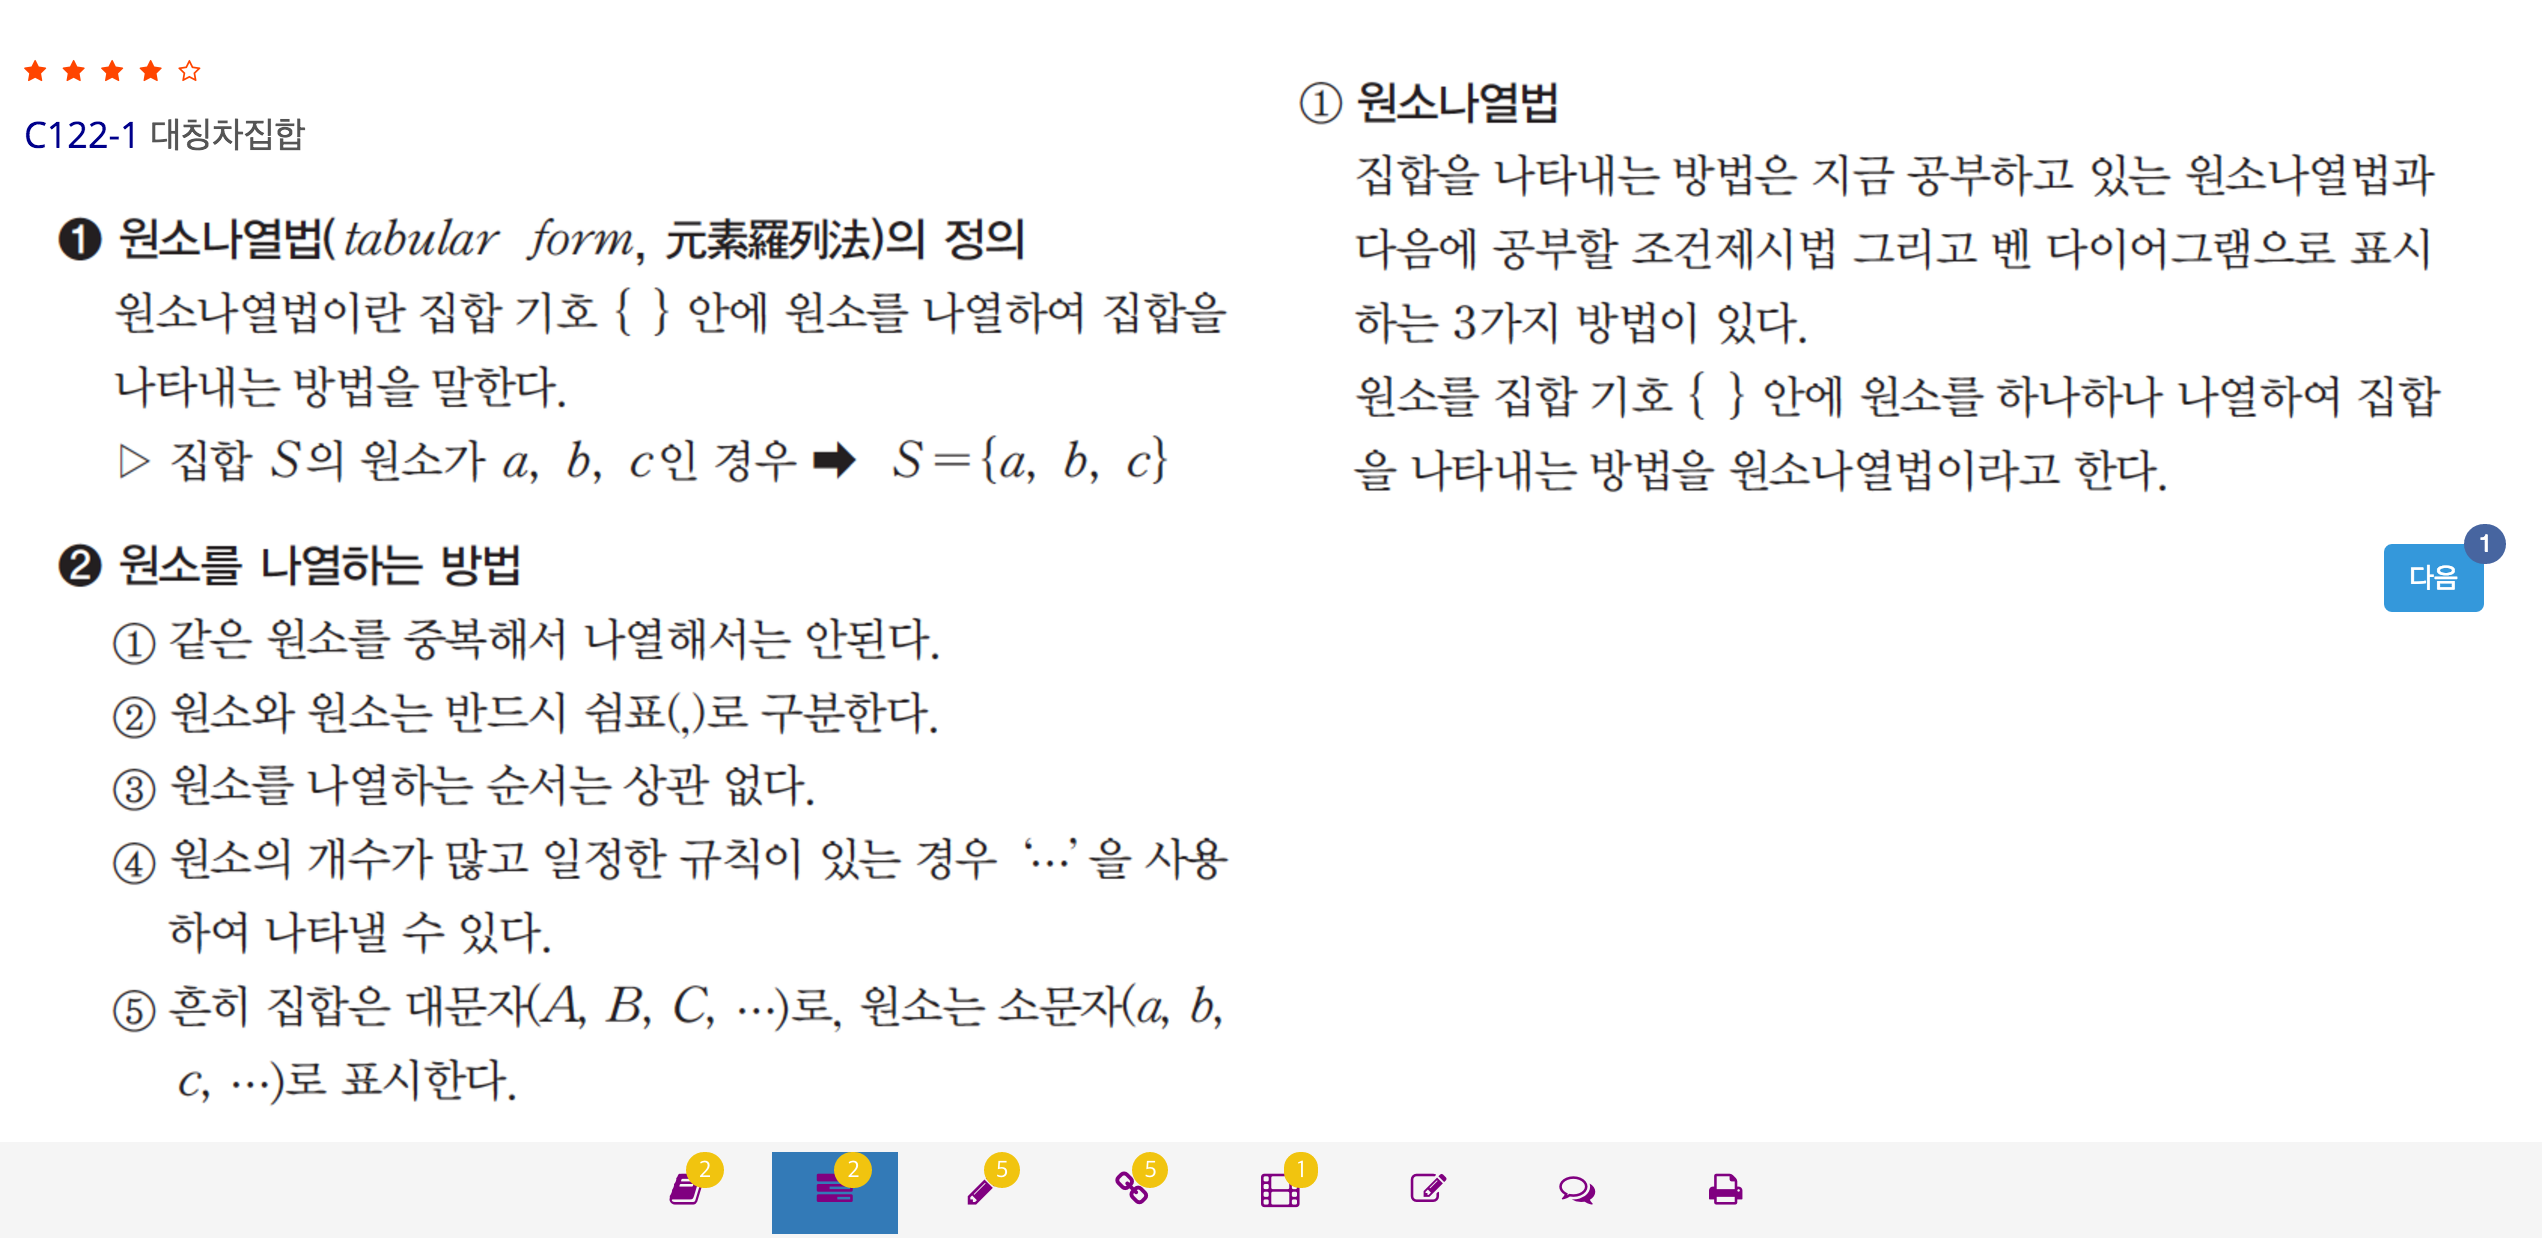 C122-1 대칭차집합
❶ 원소나열법(tabular form, 元素羅列法)의 정의
원소나열법이란 집합 기호 { } 안에 원소를 나열하여 집합을
나타내는 방법을 말한다.
▷ 집합 S의 원소가 a, b, c인 경우 ➡ S={a, b, c}
❷ 원소를 나열하는 방법
① 같은 원소를 중복해서 나열해서는 안된다.
② 원소와 원소는 반드시 쉼표(,)로 구분한다.
③ 원소를 나열하는 순서는 상관 없다.
④ 원소의 개수가 많고 일정한 규칙이 있는 경우 ‘…’을 사용
하여 나타낼 수 있다.
⑤ 흔히 집합은 대문자(A, B, C, …)로, 원소는 소문자(a, b,
c, …)로 표시한다.
① 원소나열법
집합을 나타내는 방법은 지금 공부하고 있는 원소나열법과
다음에 공부할 조건제시법 그리고 벤 다이어그램으로 표시
하는 3가지 방법이 있다.
원소를 집합 기호 { } 안에 원소를 하나하나 나열하여 집합
을 나타내는 방법을 원소나열법이라고 한다.
다음 1
2 2 5 5 1